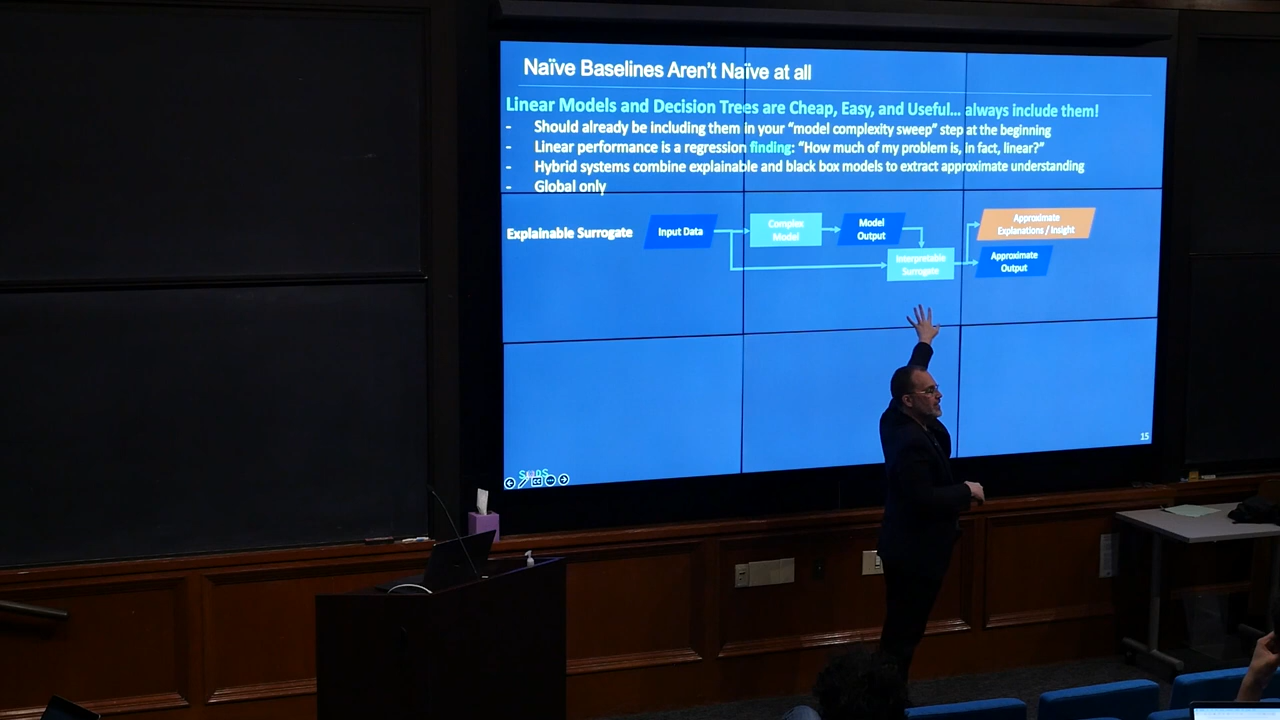 Naïve Baselines Aren't Naïve at all
Linear Models and Decision Trees are Cheap, Easy, and Useful... always include them!
- Should already be including them in your "model complexity sweep" step at the beginning
- Linear performance is a regression finding: "How much of my problem is, in fact, linear?"
- Hybrid systems combine explainable and black box models to extract approximate understanding
- Global only
Explainable Surrogate
Input Data
Complex
Model
Model
Output
Interpretable
Surrogate
Approximate
Explanations / Insight
Approximate
Output
15